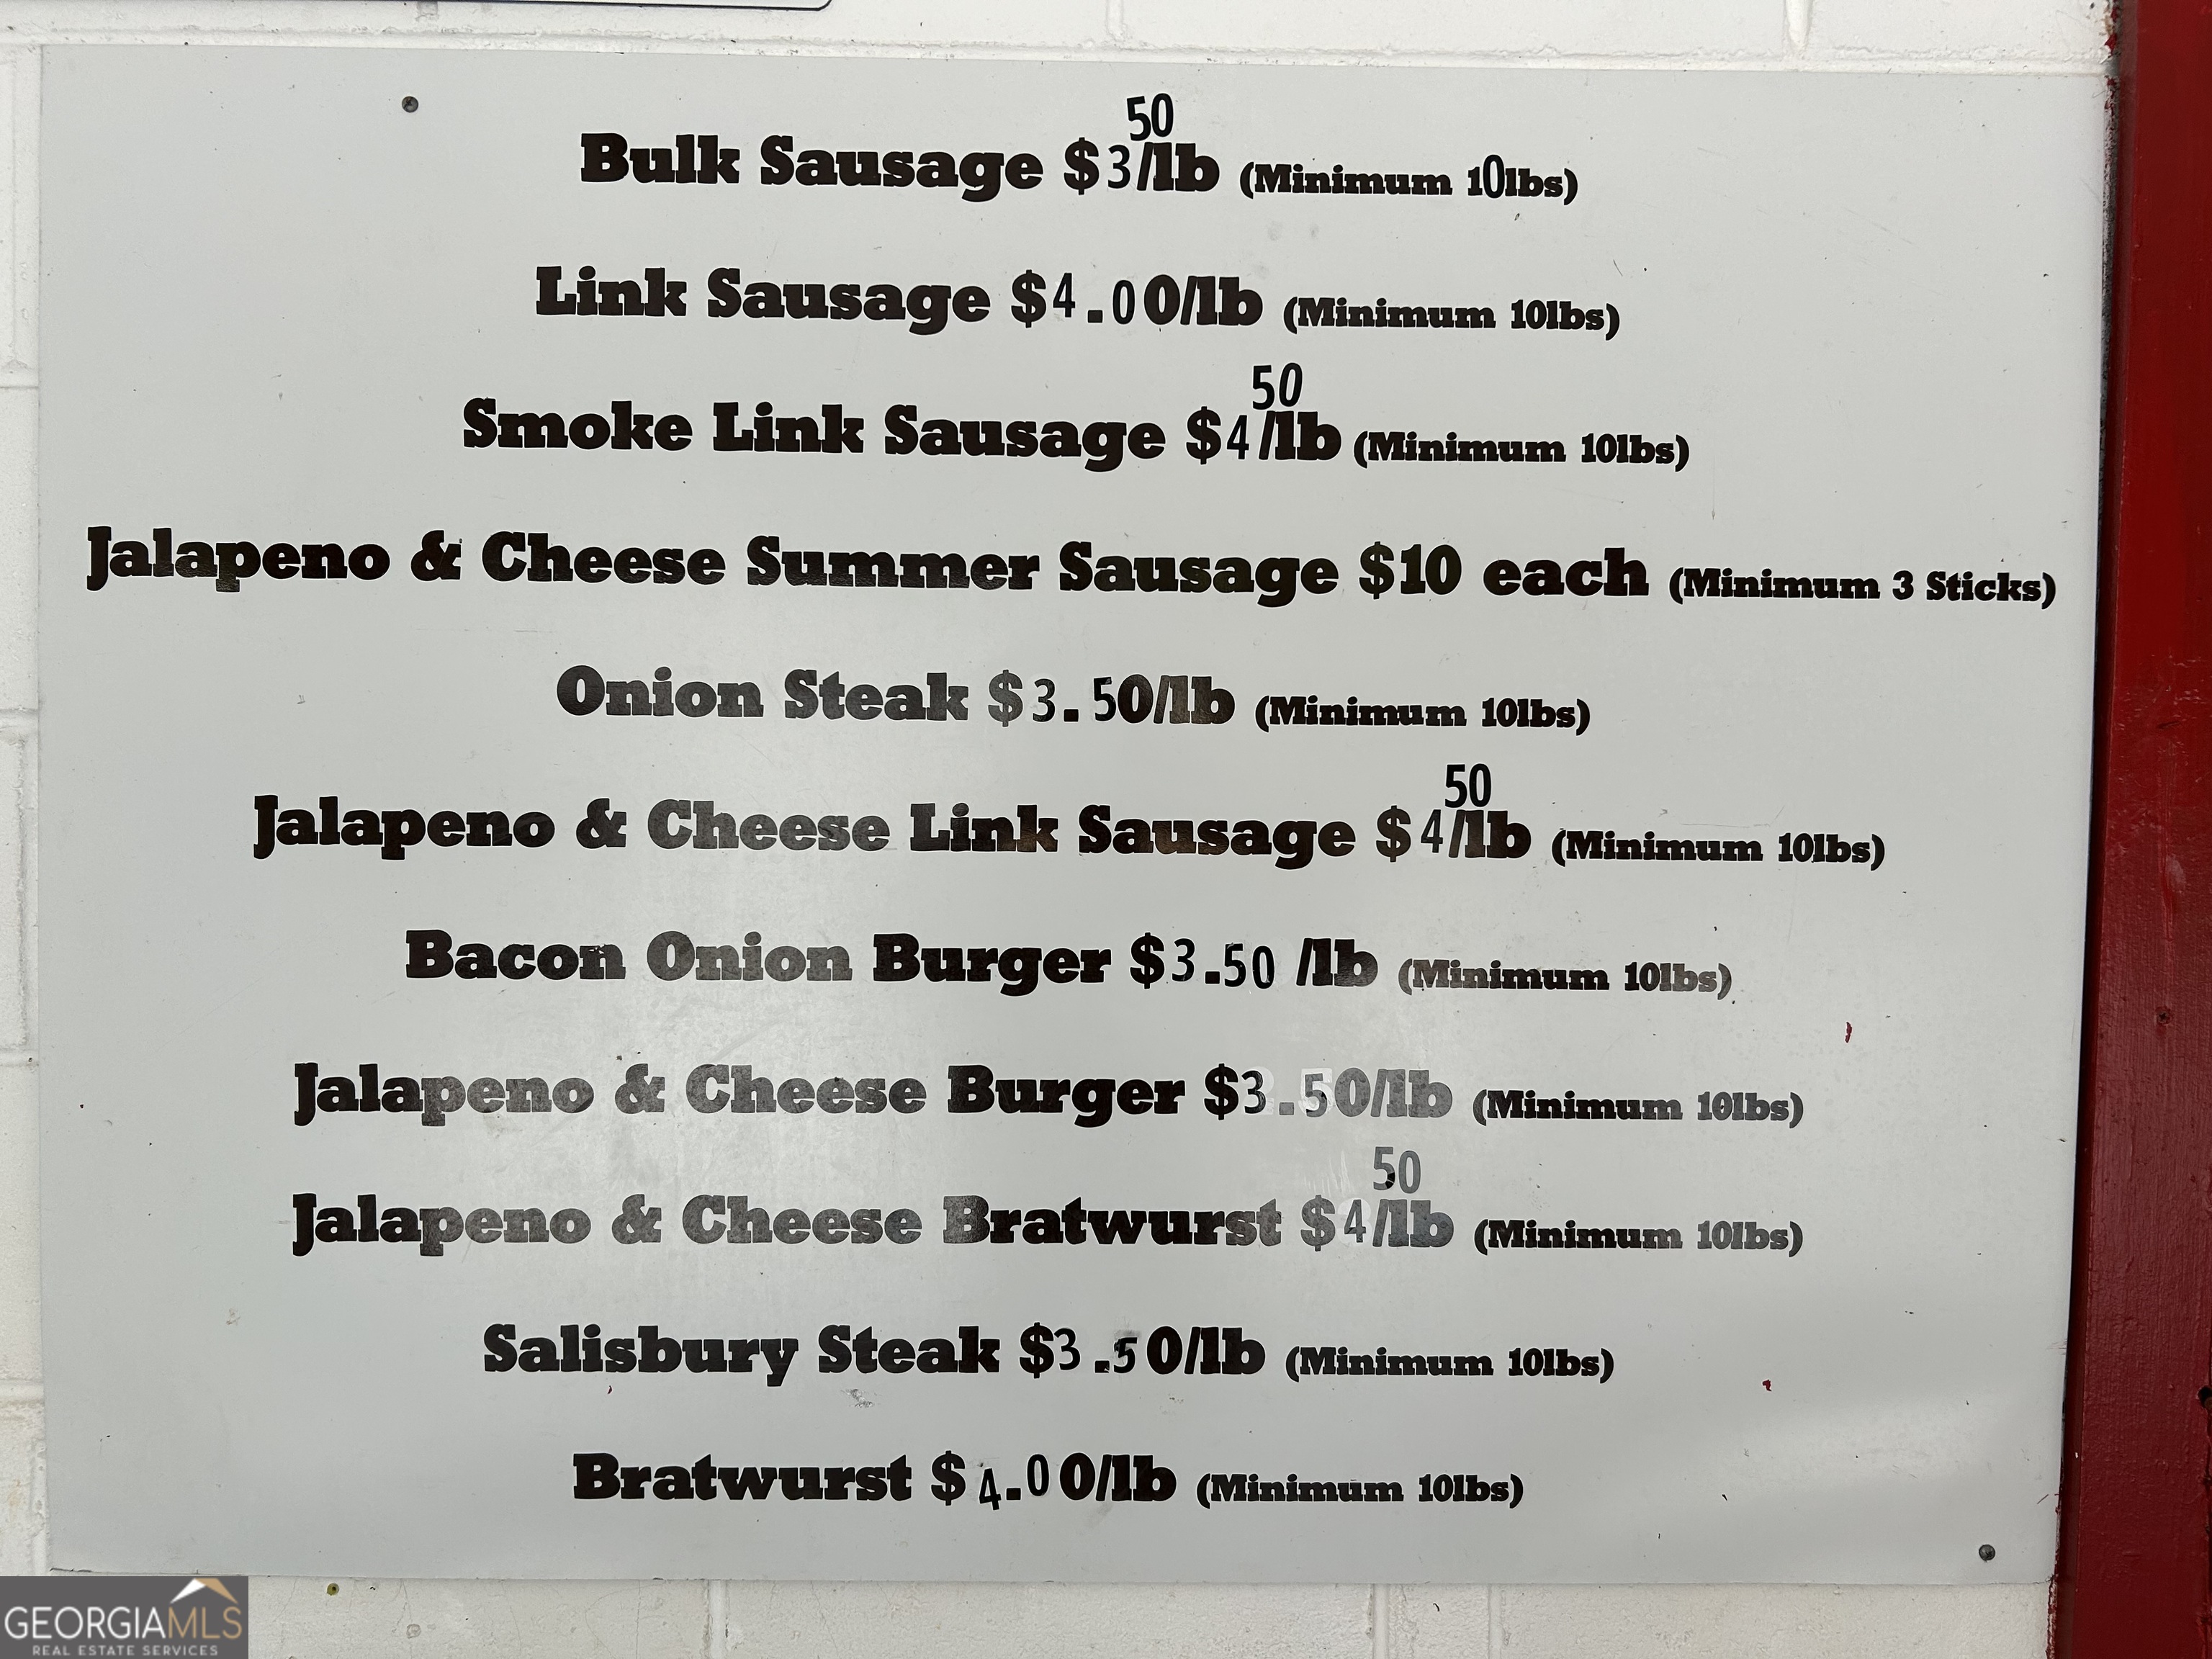 50
Bulk Sausage $3/lb (Minimum 10lbs)
Link Sausage $4.00/lb (Minimum 10lbs)
50
Smoke Link Sausage $4/lb (Minimum 10lbs)
Jalapeno & Cheese Summer Sausage $10 each (Minimum 3 Sticks)
Onion Steak $3.50/lb (Minimum 10lbs)
50
Jalapeno & Cheese Link Sausage $4/lb (Minimum 10lbs)
Bacon Onion Burger $3.50 /lb (Minimum 10lbs)
Jalapeno & Cheese Burger $3.50/lb (Minimum 10lbs)
50
Jalapeno & Cheese Bratwurst $4/lb (Minimum 10lbs)
Salisbury Steak $3.50/lb (Minimum 10lbs)
Bratwurst $4.00/lb (Minimum 10lbs)
GEORGIAMLS
REAL ESTATE SERVICES